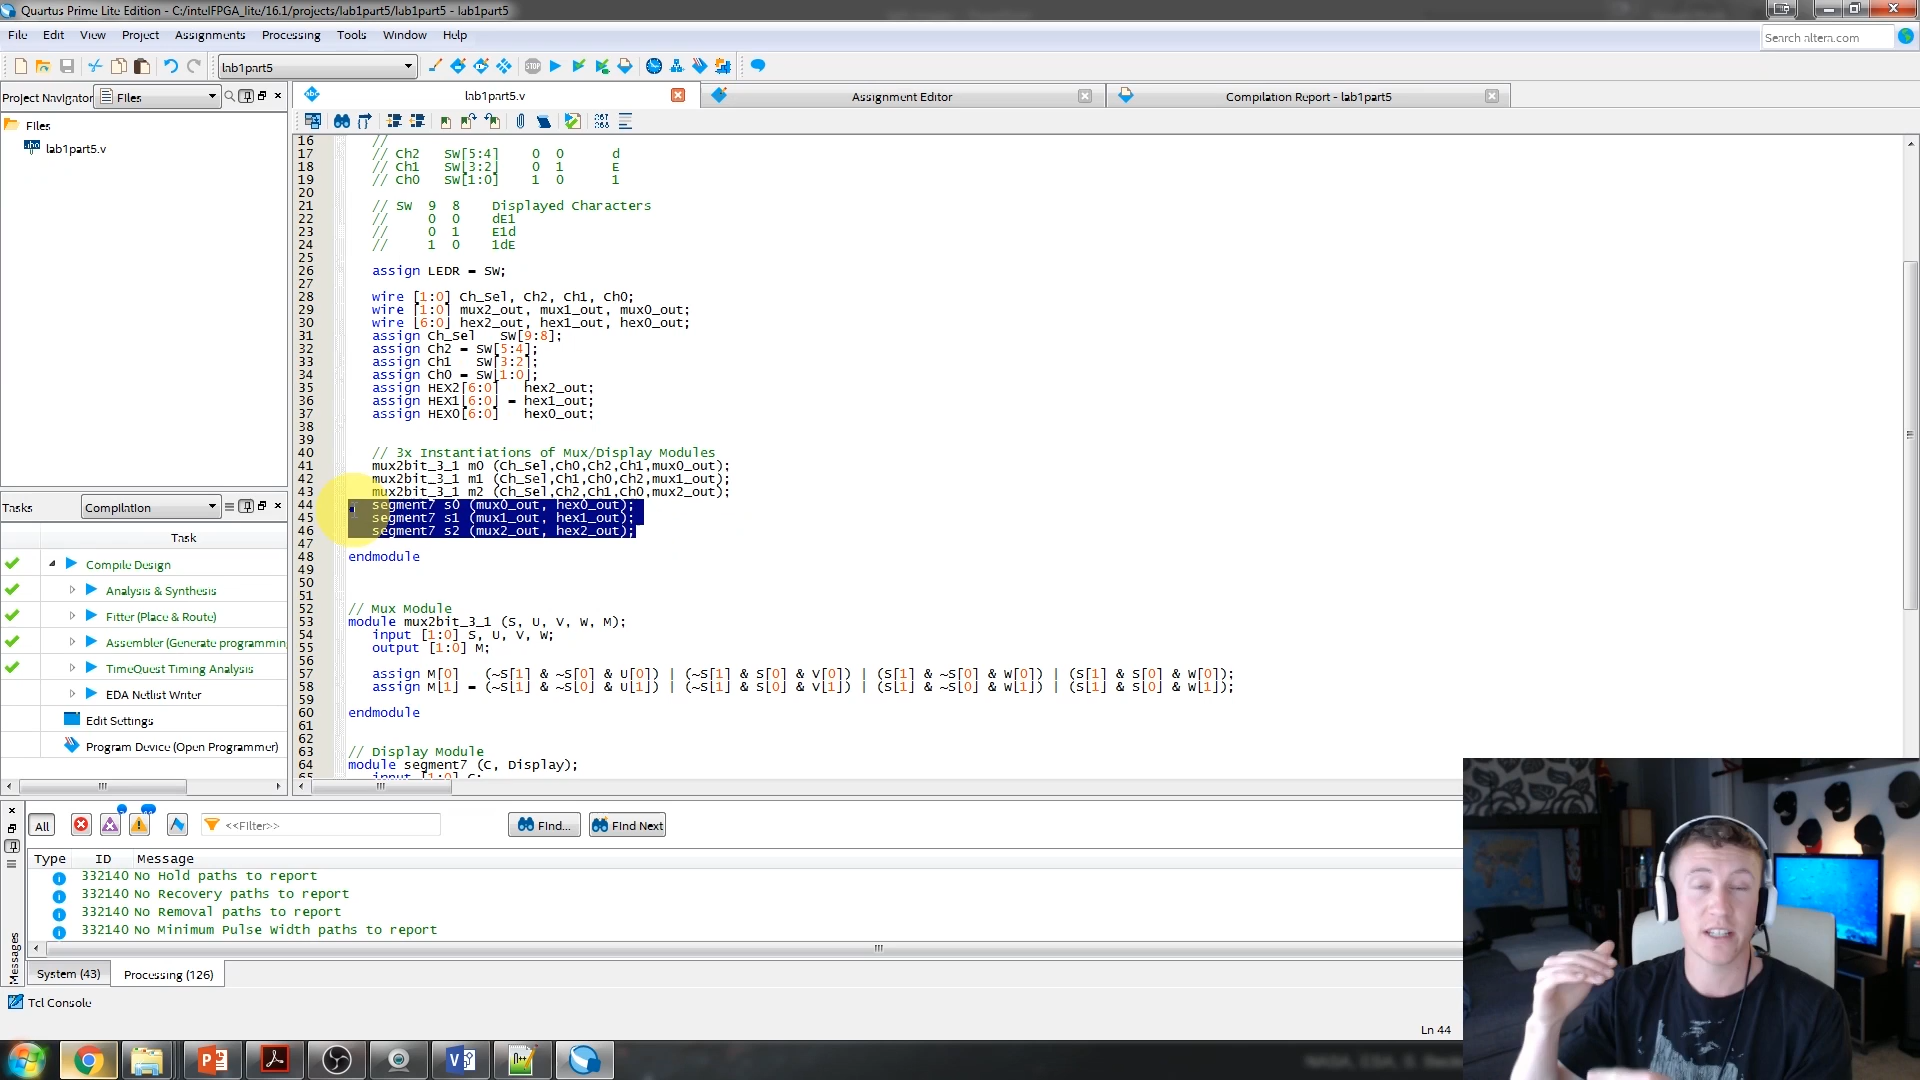 Quartus Prime Lite Edition - C:/intelFPGA_lite/16.1/projects/lab1part5/lab1part5 - lab1part5
File Edit View Project Assignments Processing Tools Window Help
Search altera.com
lab1part5
Project Navigator Files
lab1part5.v
Assignment Editor
Compilation Report - lab1part5
Files
lab1part5.v
16 //
17 // Ch2 SW[5:4] 0 0 d
18 // Ch1 SW[3:2] 0 1 E
19 // Ch0 SW[1:0] 1 0 1
20
21 // SW 9 8 Displayed Characters
22 // 0 0 dE1
23 // 0 1 E1d
24 // 1 0 1dE
25
26 assign LEDR = SW;
27
28 wire [1:0] Ch_Sel, Ch2, Ch1, Ch0;
29 wire [1:0] mux2_out, mux1_out, mux0_out;
30 wire [6:0] hex2_out, hex1_out, hex0_out;
31 assign Ch_Sel SW[9:8];
32 assign Ch2 = SW[5:4];
33 assign Ch1 SW[3:2];
34 assign Ch0 = SW[1:0];
35 assign HEX2[6:0] hex2_out;
36 assign HEX1[6:0] = hex1_out;
37 assign HEX0[6:0] hex0_out;
38
39
40 // 3x Instantiations of Mux/Display Modules
41 mux2bit_3_1 m0 (Ch_Sel,Ch0,Ch2,Ch1,mux0_out);
42 mux2bit_3_1 m1 (Ch_Sel,Ch1,Ch0,Ch2,mux1_out);
43 mux2bit_3_1 m2 (Ch_Sel,Ch2,Ch1,Ch0,mux2_out);
44 segment7 s0 (mux0_out, hex0_out);
45 segment7 s1 (mux1_out, hex1_out);
46 segment7 s2 (mux2_out, hex2_out);
47
48 endmodule
49
50
51
52 // Mux Module
53 module mux2bit_3_1 (S, U, V, W, M);
54 input [1:0] S, U, V, W;
55 output [1:0] M;
56
57 assign M[0] (~S[1] & ~S[0] & U[0]) | (~S[1] & S[0] & V[0]) | (S[1] & ~S[0] & W[0]) | (S[1] & S[0] & W[0]);
58 assign M[1] = (~S[1] & ~S[0] & U[1]) | (~S[1] & S[0] & V[1]) | (S[1] & ~S[0] & W[1]) | (S[1] & S[0] & W[1]);
59
60 endmodule
61
62
63 // Display Module
64 module segment7 (C, Display);
65 input [1:0] C;
Tasks Compilation
Task
Compile Design
Analysis & Synthesis
Fitter (Place & Route)
Assembler (Generate programmin
TimeQuest Timing Analysis
EDA Netlist Writer
Edit Settings
Program Device (Open Programmer)
All <<Filter>> Find... Find Next
Type ID Message
332140 No Hold paths to report
332140 No Recovery paths to report
332140 No Removal paths to report
332140 No Minimum Pulse Width paths to report
Messages
System (43) Processing (126)
Tcl Console
Ln 44